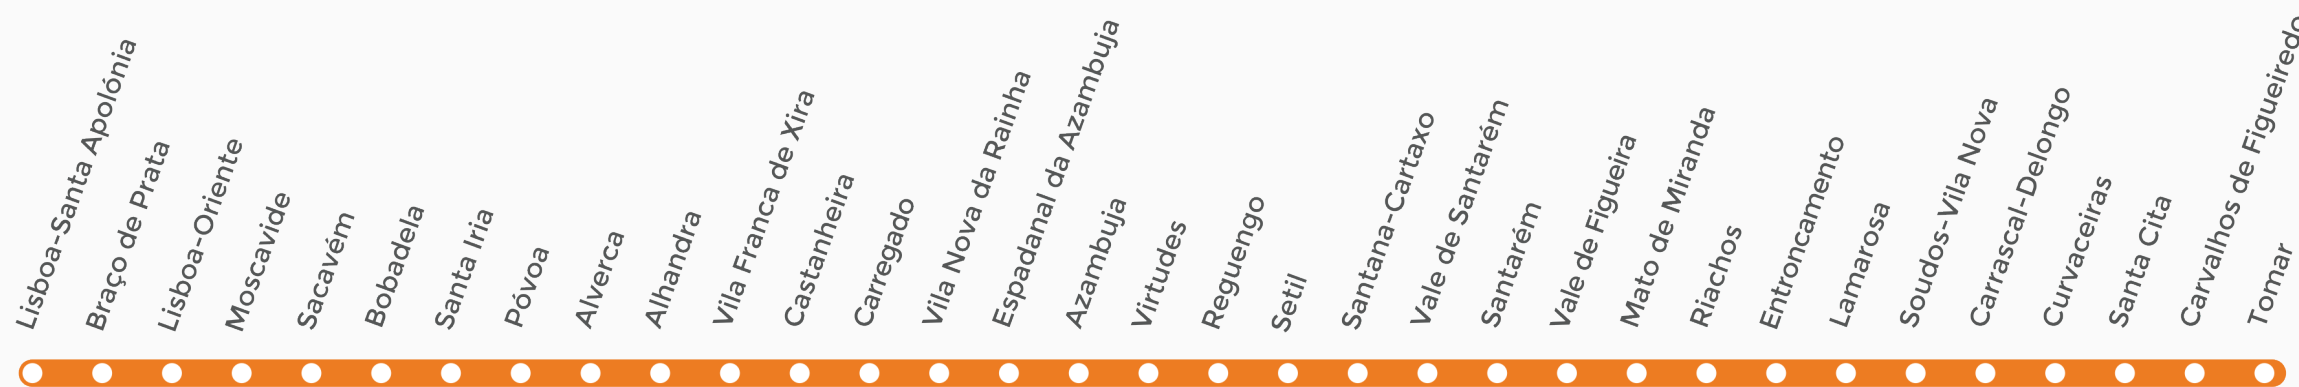 Lisboa-Santa Apolónia
Braço de Prata
Lisboa-Oriente
Moscavide
Sacavém
Bobadela
Santa Iria
Póvoa
Alverca
Alhandra
Vila Franca de Xira
Castanheira
Carregado
Vila Nova da Rainha
Espadanal da Azambuja
Azambuja
Virtudes
Reguengo
Setil
Santana-Cartaxo
Vale de Santarém
Santarém
Vale de Figueira
Mato de Miranda
Riachos
Entroncamento
Lamarosa
Soudos-Vila Nova
Carrascal-Delongo
Curvaceiras
Santa Cita
Carvalhos de Figueiredo
Tomar